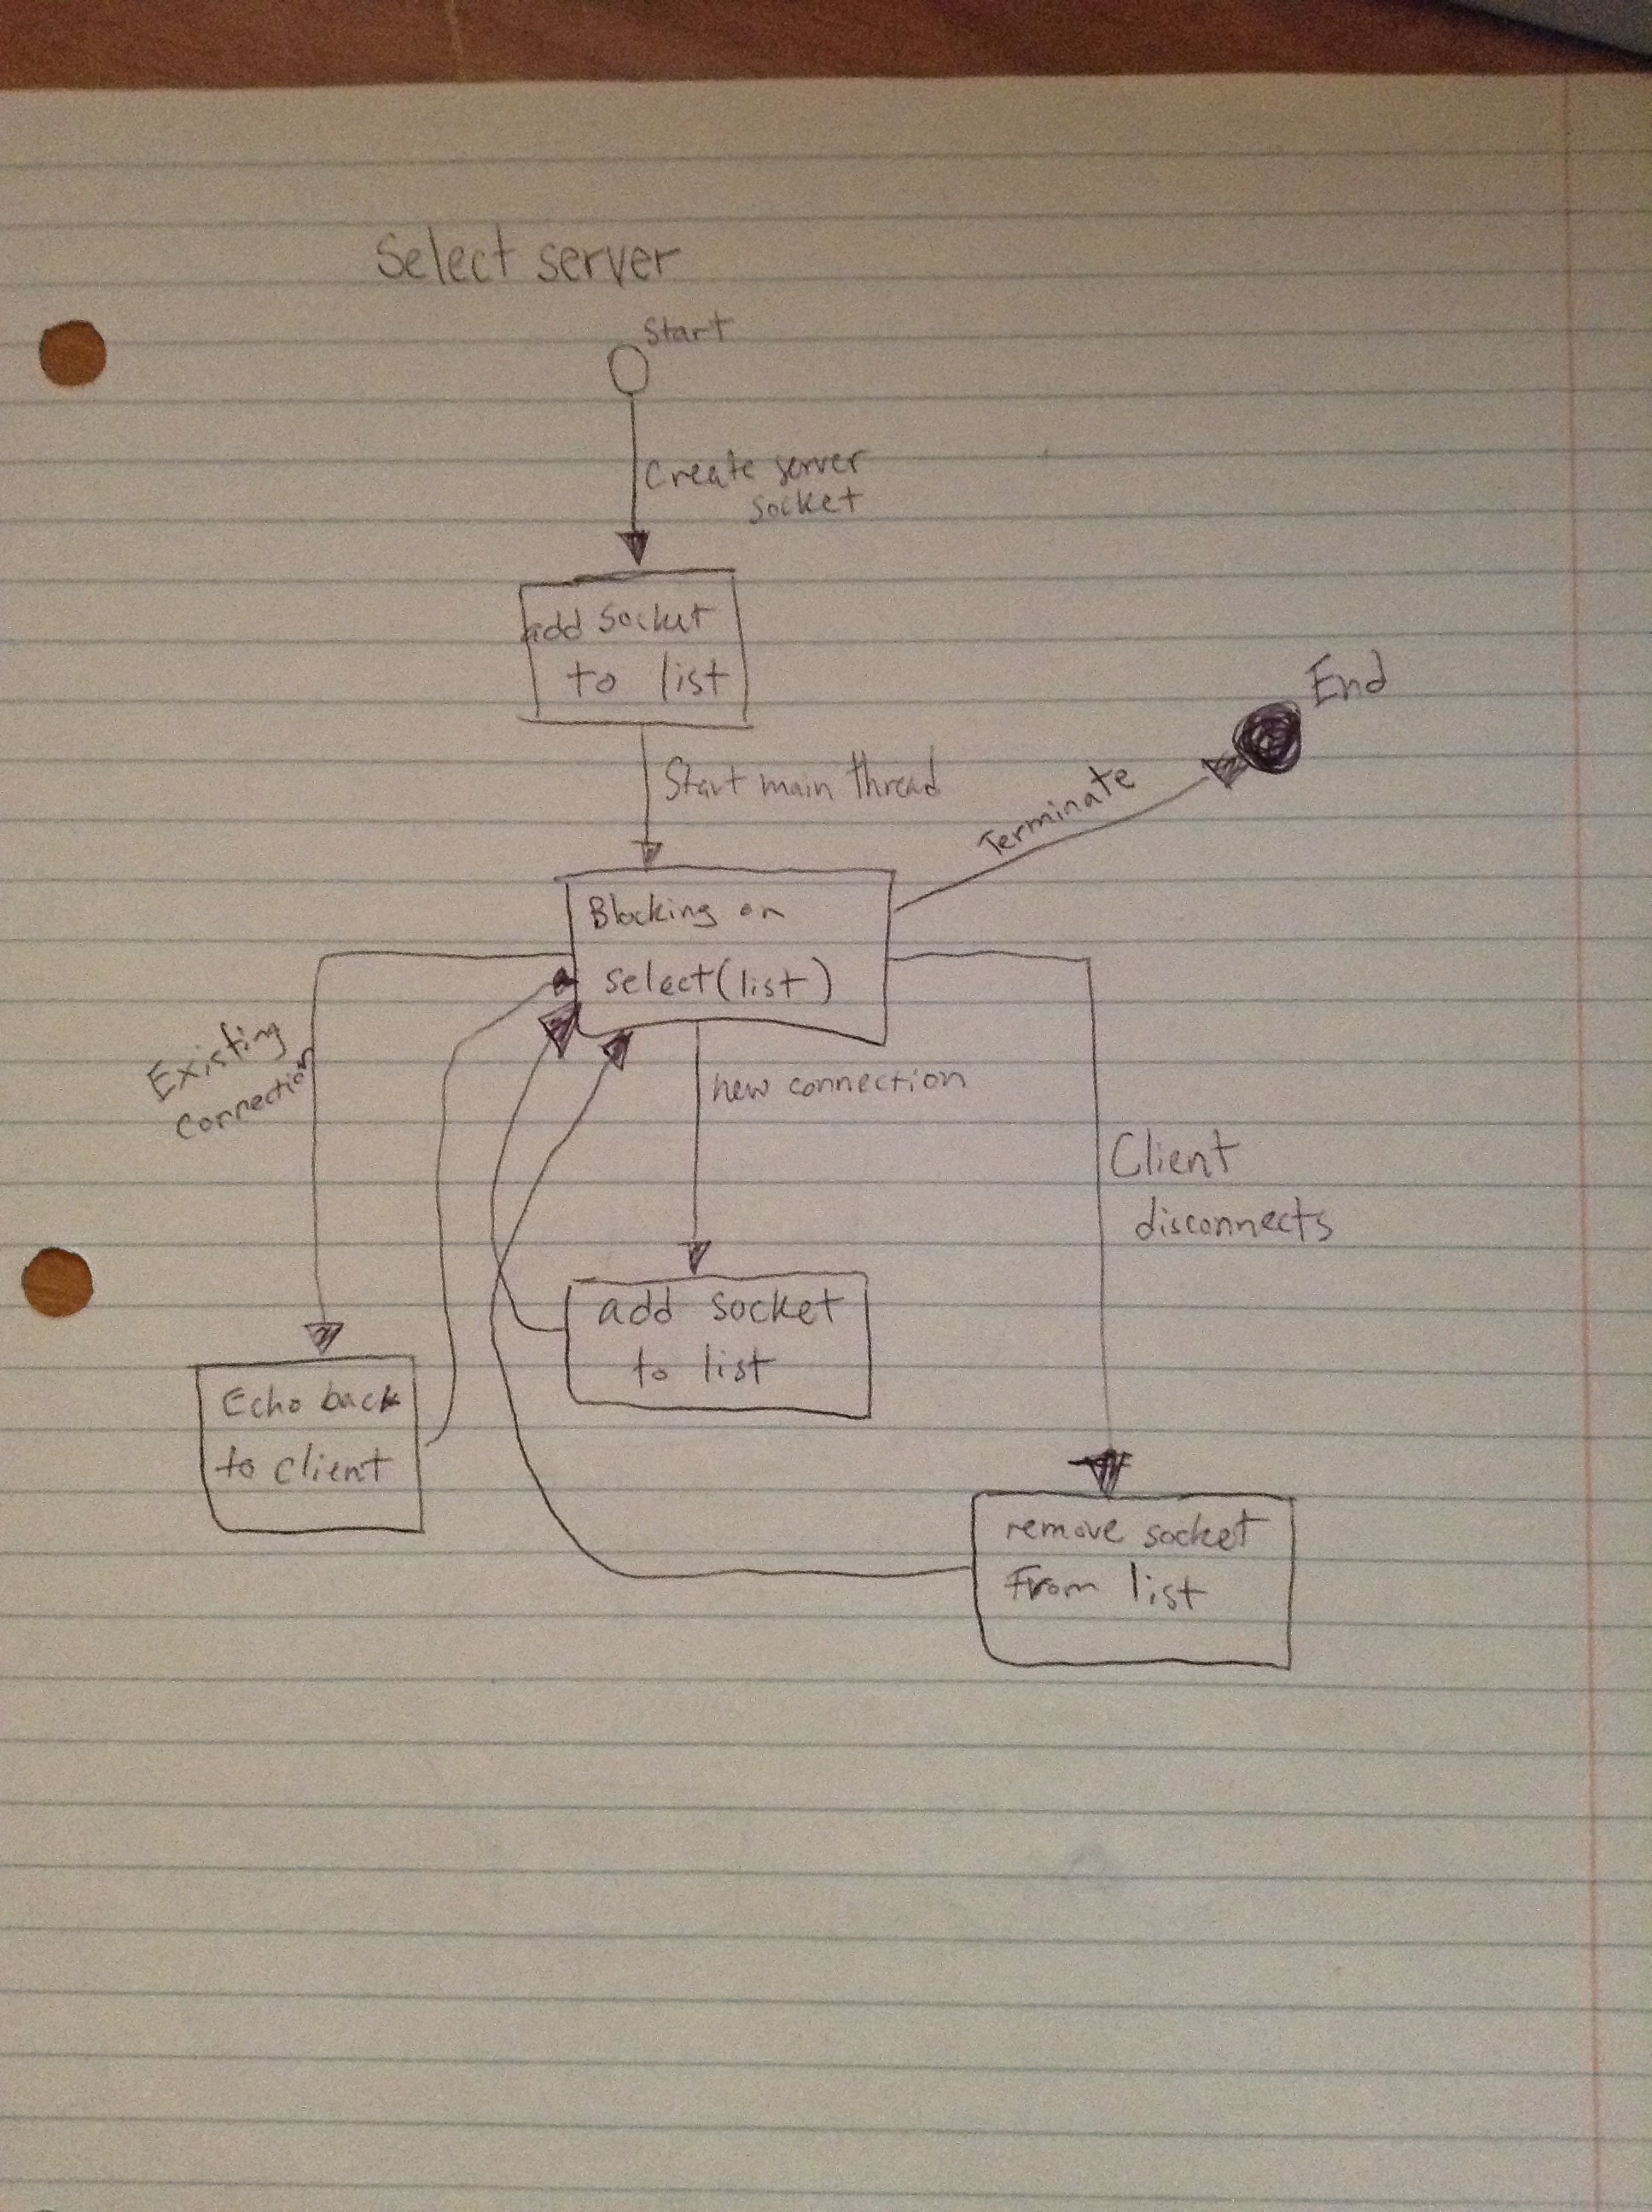 Select server
Start
Create server
socket
add socket
to list
End
Start main thread
Terminate
Blocking on
select(list)
Existing
Connection
new connection
Client
disconnects
add socket
to list
Echo back
to client
remove socket
From list